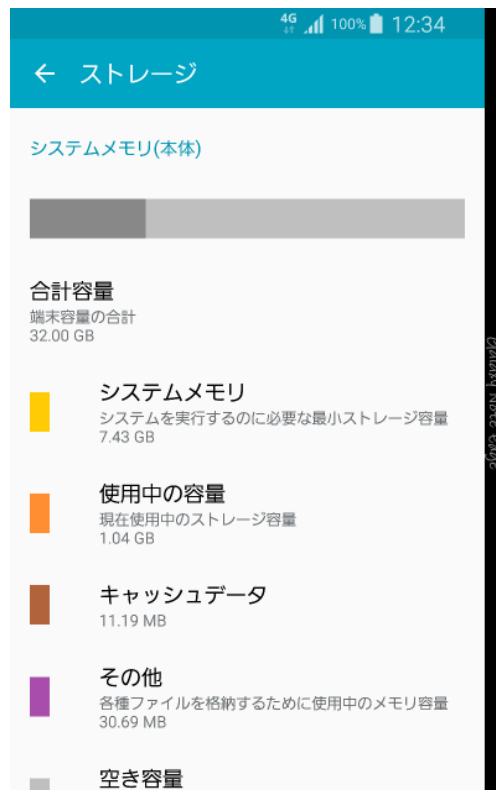 4G 100% 12:34
ストレージ
システムメモリ(本体)
合計容量
端末容量の合計
32.00 GB
システムメモリ
システムを実行するのに必要な最小ストレージ容量
7.43 GB
使用中の容量
現在使用中のストレージ容量
1.04 GB
キャッシュデータ
11.19 MB
その他
各種ファイルを格納するために使用中のメモリ容量
30.69 MB
空き容量
Galaxy Note edge